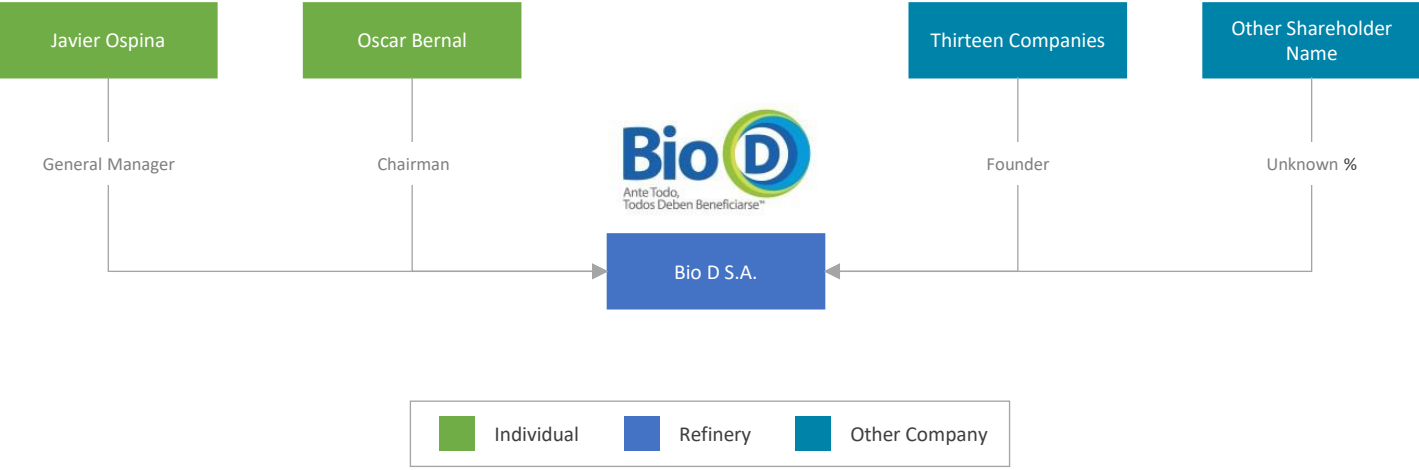 Javier Ospina
Oscar Bernal
Thirteen Companies
Other Shareholder
Name
General Manager
Chairman
Bio D
Ante Todo,
Todos Deben Beneficiarse™
Founder
Unknown %
Bio D S.A.
Individual
Refinery
Other Company